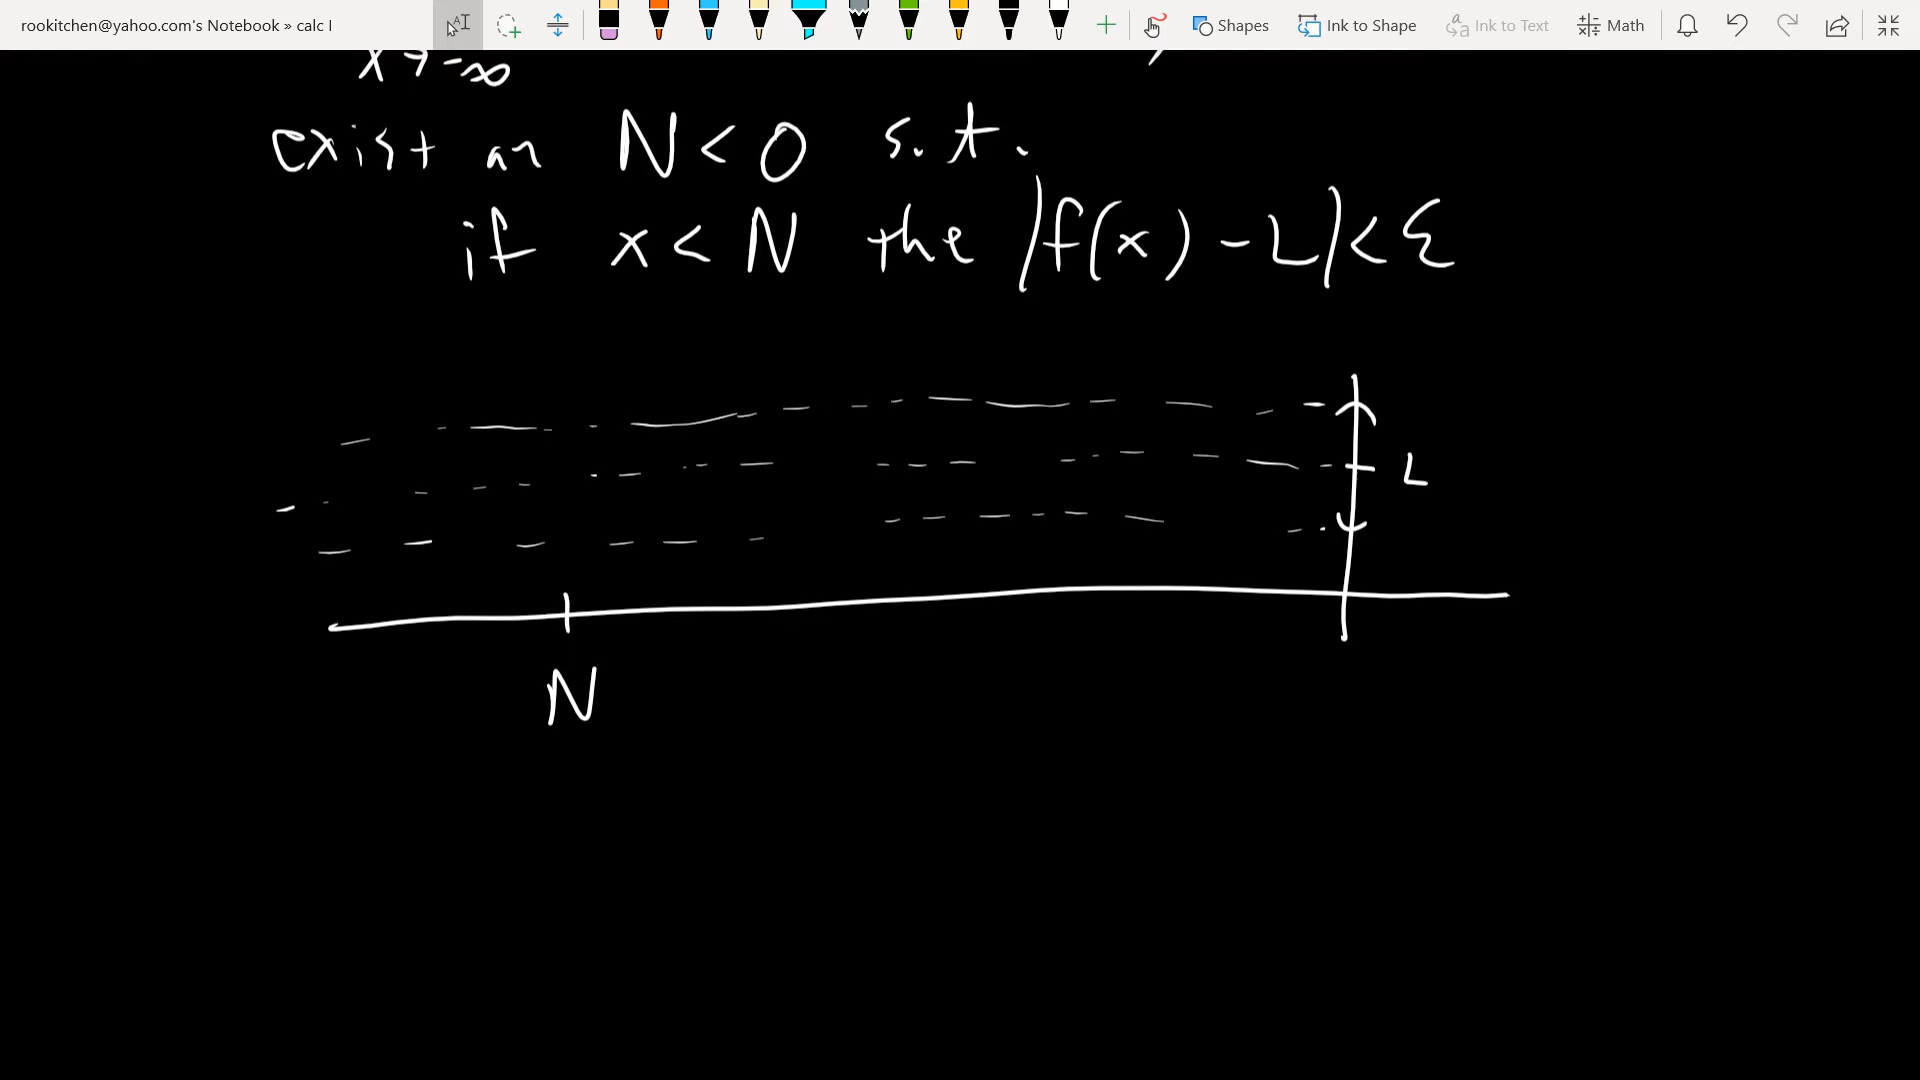 rookitchen@yahoo.com's Notebook » calc I
Shapes
Ink to Shape
Ink to Text
Math
x→-∞
exist an N<0 s.t.
if x<N the |f(x)-L|<ε
L
N